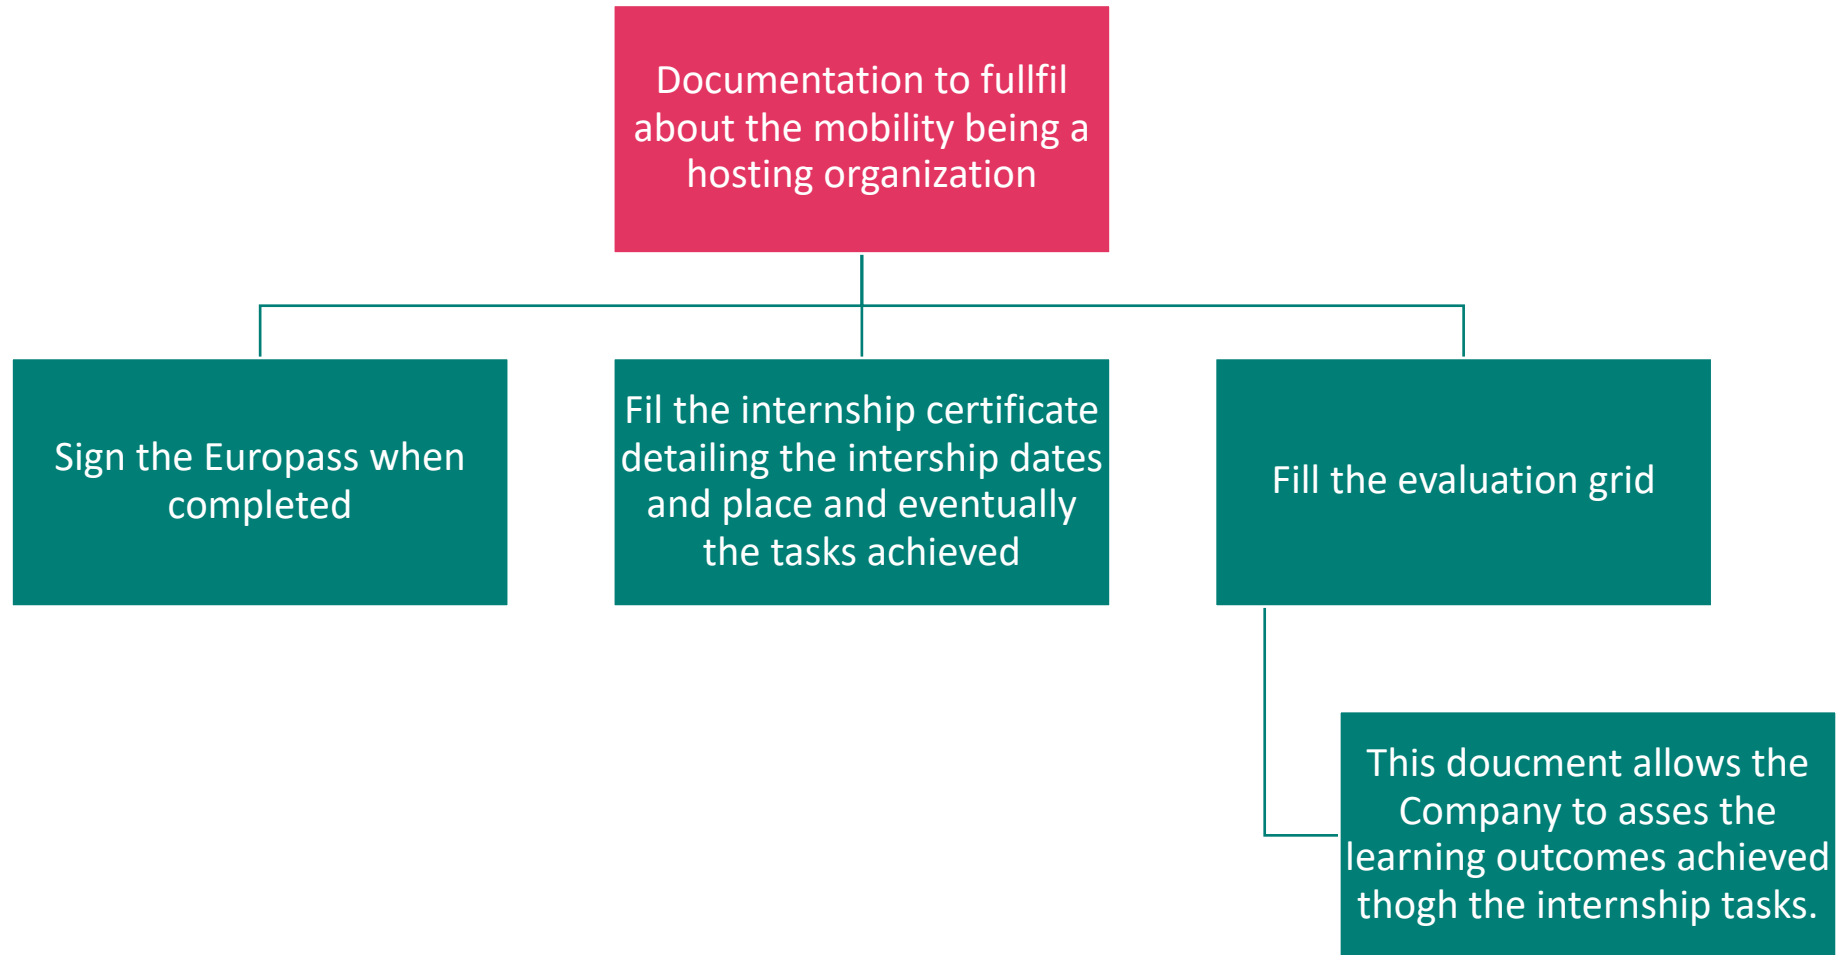 Documentation to fullfil
about the mobility being a
hosting organization
Sign the Europass when
completed
Fil the internship certificate
detailing the intership dates
and place and eventually
the tasks achieved
Fill the evaluation grid
This doucment allows the
Company to asses the
learning outcomes achieved
thogh the internship tasks.